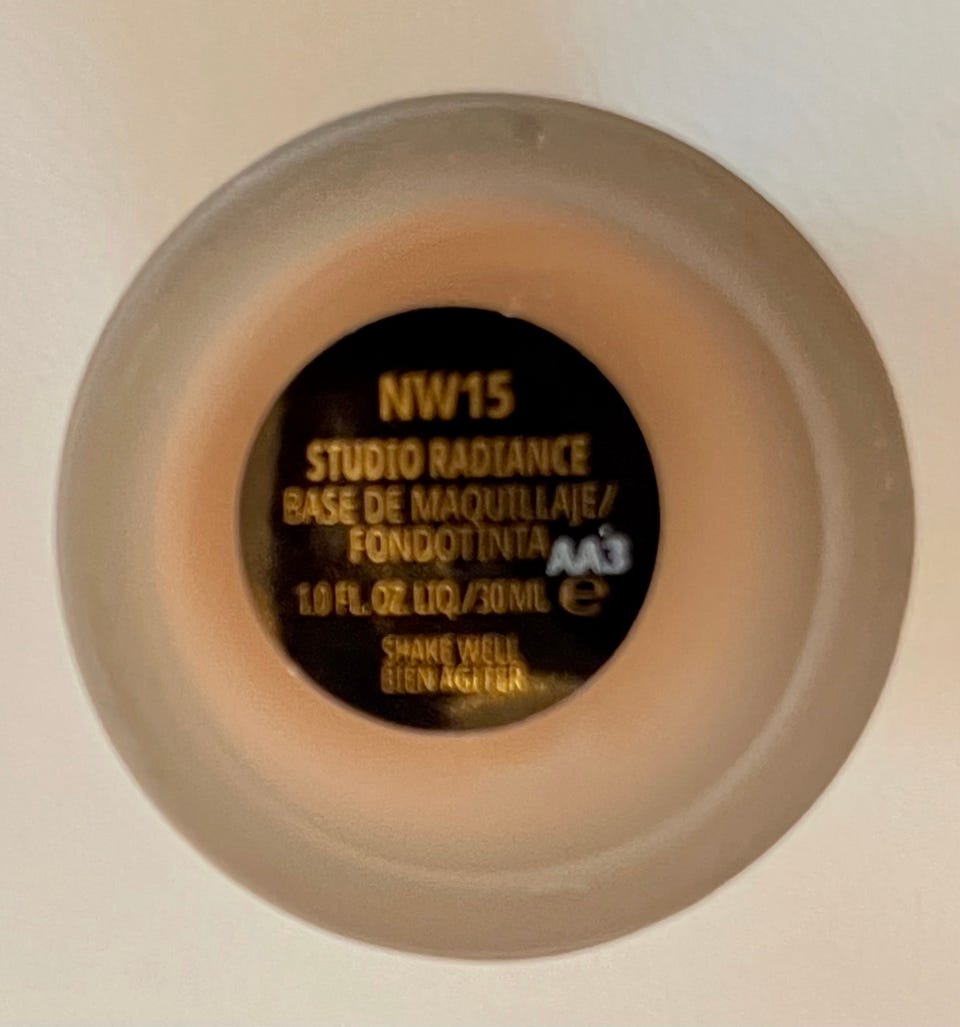 NW15
STUDIO RADIANCE
BASE DE MAQUILLAJE/
FONDOTINTA
AA3
1.0 FL. OZ LIQ./30 ML e
SHAKE WELL
BIEN AGITER